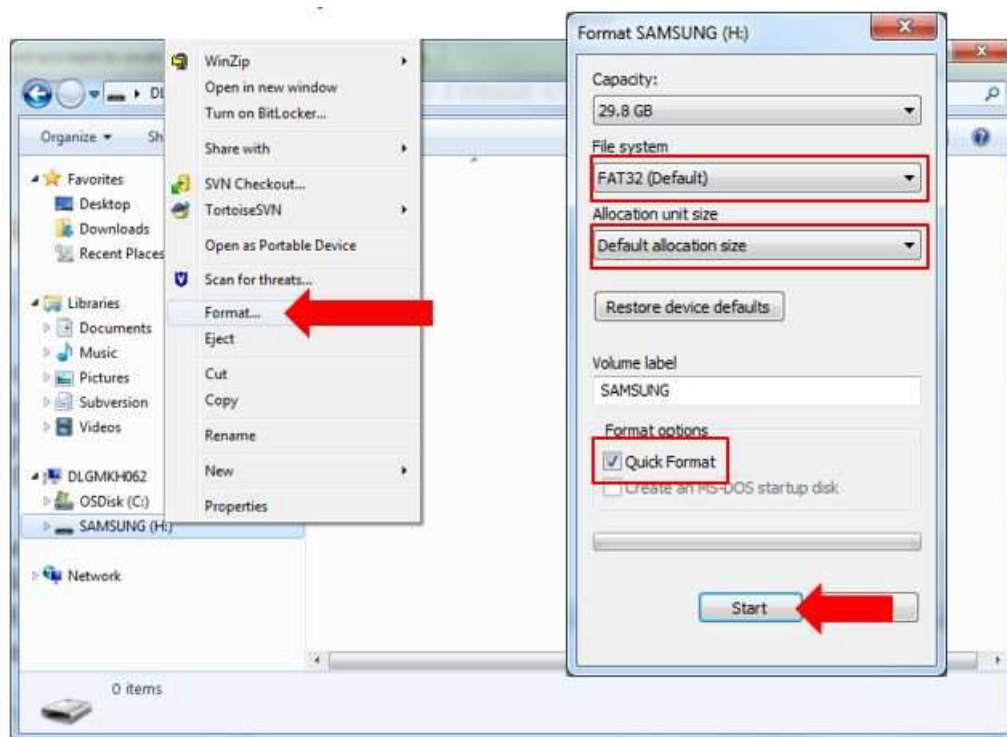 DL
Organize
Sh
Favorites
Desktop
Downloads
Recent Places
Libraries
Documents
Music
Pictures
Subversion
Videos
DLGMKH062
OSDisk (C:)
SAMSUNG (H:)
Network
0 items
WinZip
Open in new window
Turn on BitLocker...
Share with
SVN Checkout...
TortoiseSVN
Open as Portable Device
Scan for threats...
Format...
Eject
Cut
Copy
Rename
New
Properties
Format SAMSUNG (H:)
Capacity:
29.8 GB
File system
FAT32 (Default)
Allocation unit size
Default allocation size
Restore device defaults
Volume label
SAMSUNG
Format options
Quick Format
Create an MS-DOS startup disk
Start